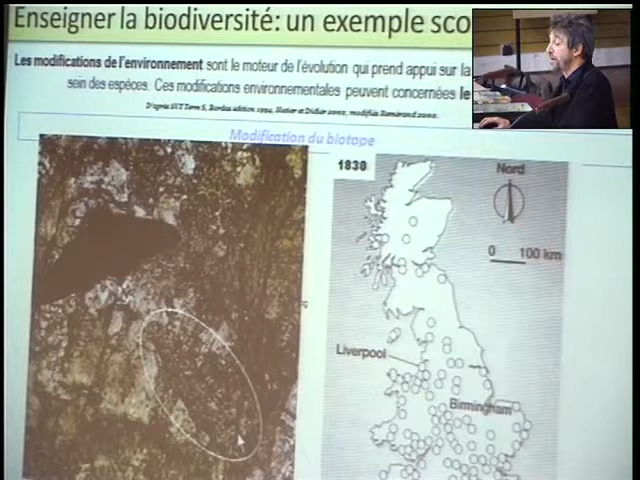 Enseigner la biodiversité: un exemple sco
Les modifications de l'environnement sont le moteur de l'évolution qui prend appui sur la
sein des espèces. Ces modifications environnementales peuvent concernées le
D'après SVT Term S, Bordas édition 1994, Hatier et Didier 2002, modifiés Rembrand 2002.
Modification du biotope
1830
Nord
0 100 km
Liverpool
Birmingham